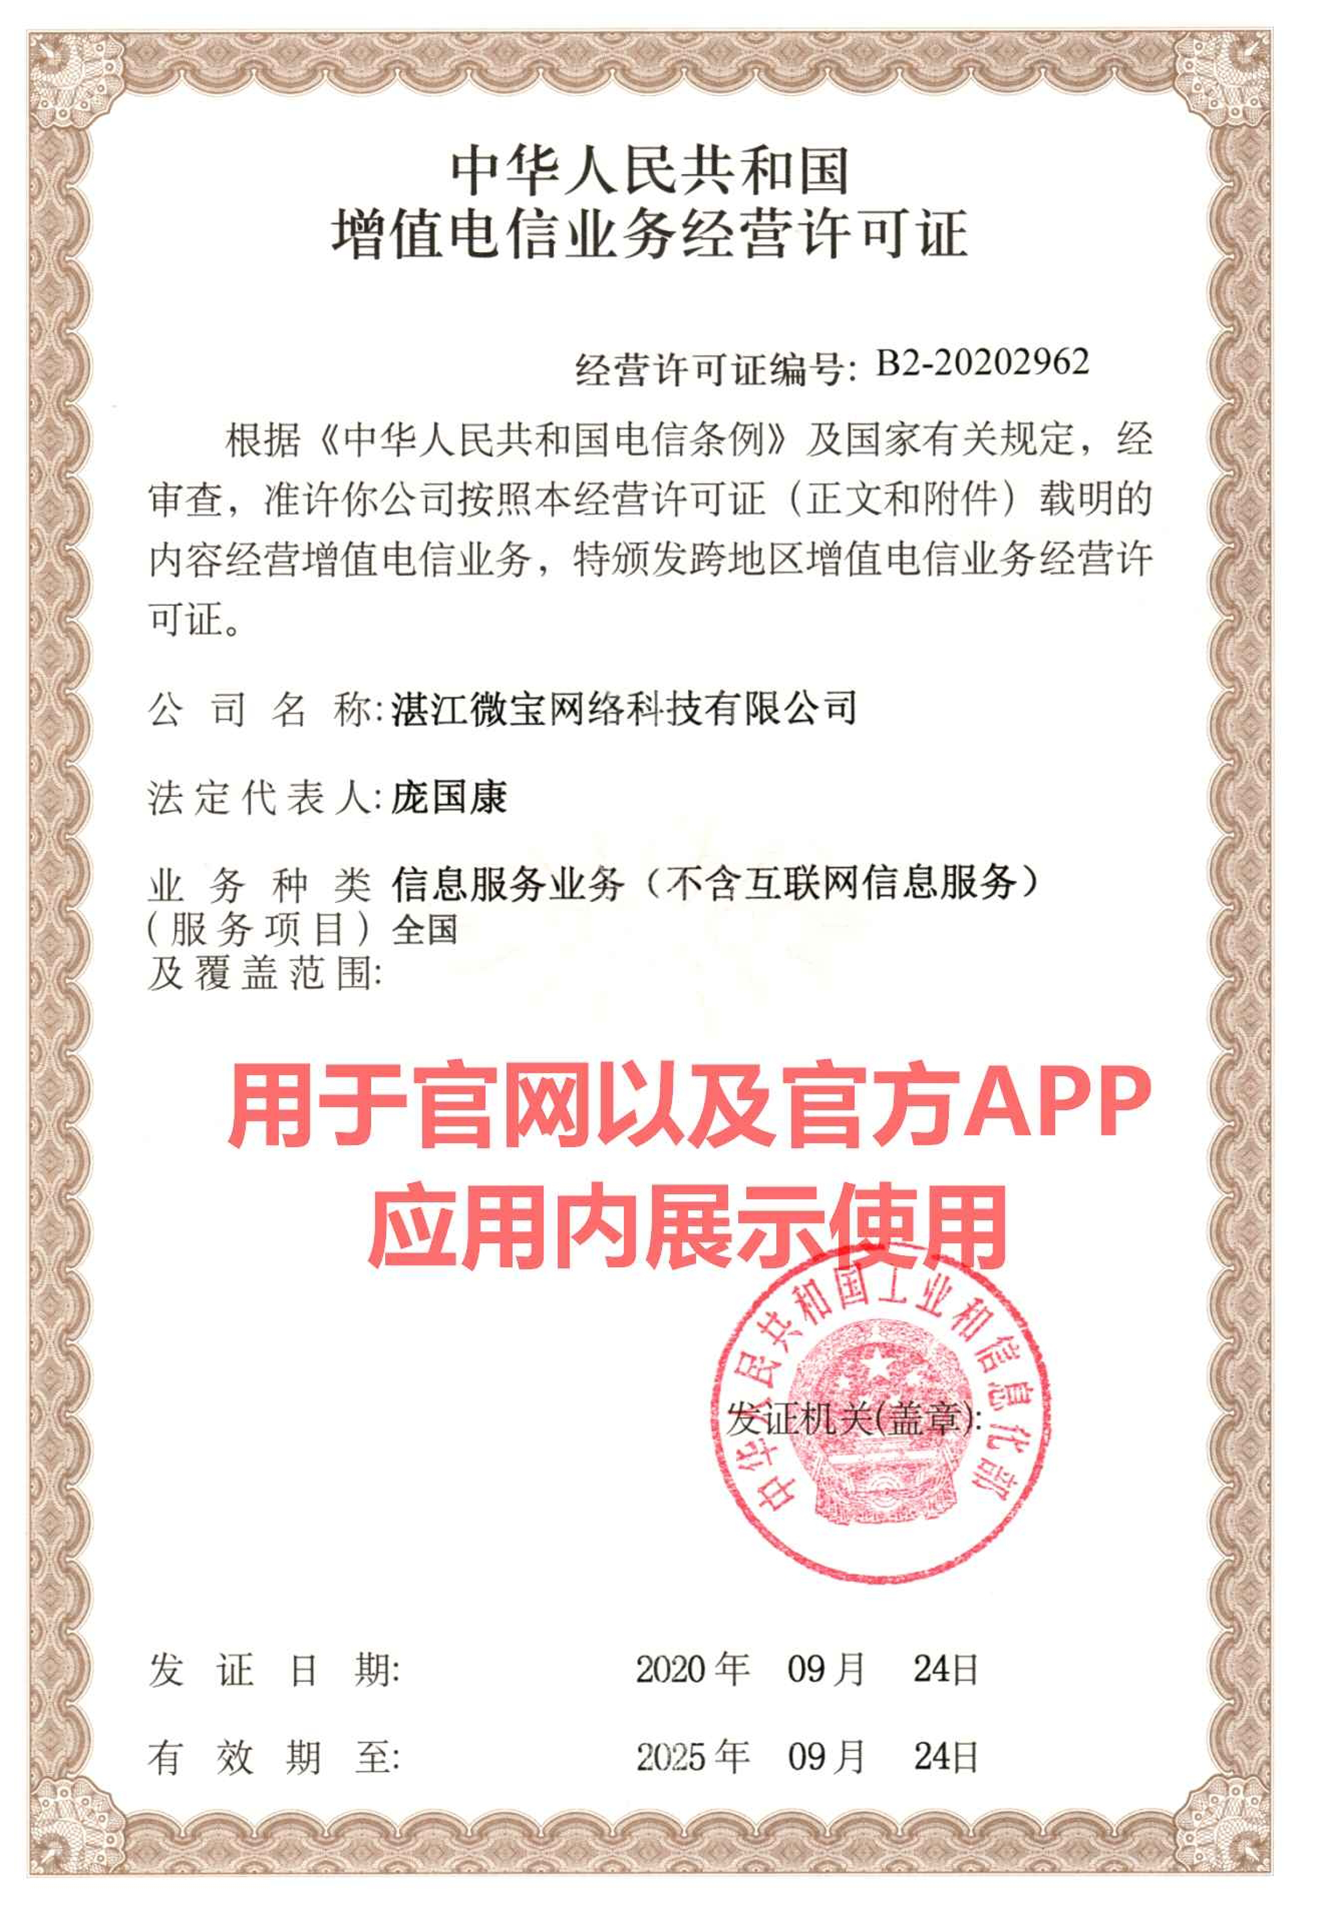 中华人民共和国
增值电信业务经营许可证
经营许可证编号: B2-20202962
根据《中华人民共和国电信条例》及国家有关规定，经
审查，准许你公司按照本经营许可证（正文和附件）载明的
内容经营增值电信业务，特颁发跨地区增值电信业务经营许
可证。
公司名称: 湛江微宝网络科技有限公司
法定代表人: 庞国康
业务种类 信息服务业务（不含互联网信息服务）
(服务项目) 全国
及覆盖范围:
用于官网以及官方APP
应用内展示使用
中华人民共和国工业和信息化部
发证机关(盖章):
发证日期: 2020年 09月 24日
有效期至: 2025年 09月 24日